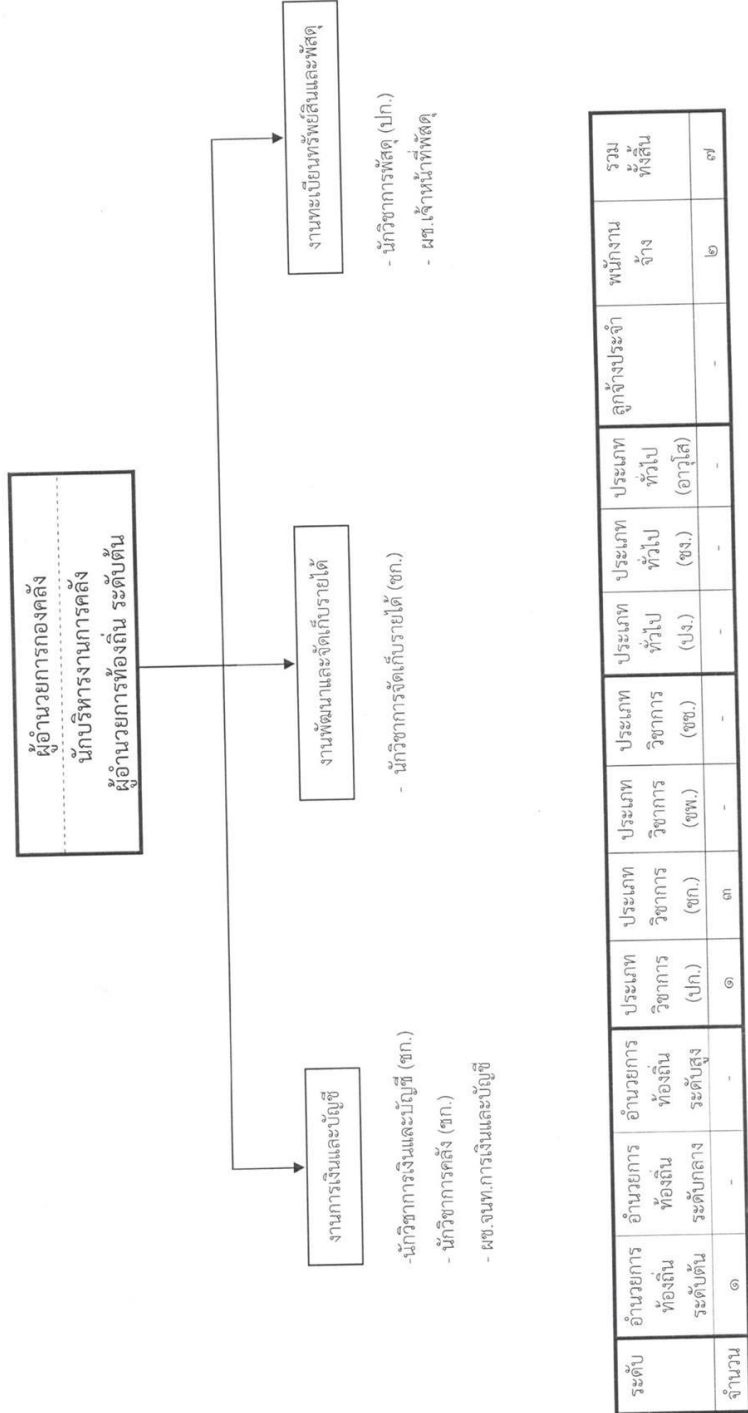 ผู้อำนวยการกองคลัง
นักบริหารงานการคลัง
ผู้อำนวยการท้องถิ่น ระดับต้น
งานการเงินและบัญชี
-นักวิชาการเงินและบัญชี (ชก.)
- นักวิชาการคลัง (ชก.)
- ผช.จนท.การเงินและบัญชี
งานพัฒนาและจัดเก็บรายได้
- นักวิชาการจัดเก็บรายได้ (ชก.)
งานทะเบียนทรัพย์สินและพัสดุ
- นักวิชาการพัสดุ (ปก.)
- ผช.เจ้าหน้าที่พัสดุ
ระดับ
อำนวยการ
ท้องถิ่น
ระดับต้น
อำนวยการ
ท้องถิ่น
ระดับกลาง
อำนวยการ
ท้องถิ่น
ระดับสูง
ประเภท
วิชาการ
(ปก.)
ประเภท
วิชาการ
(ชก.)
ประเภท
วิชาการ
(ชพ.)
ประเภท
วิชาการ
(ชช.)
ประเภท
ทั่วไป
(ปง.)
ประเภท
ทั่วไป
(ชง.)
ประเภท
ทั่วไป
(อาวุโส)
ลูกจ้างประจำ
พนักงาน
จ้าง
รวม
ทั้งสิ้น
จำนวน ๑ - - ๑ ๓ - - - - - - ๒ ๗